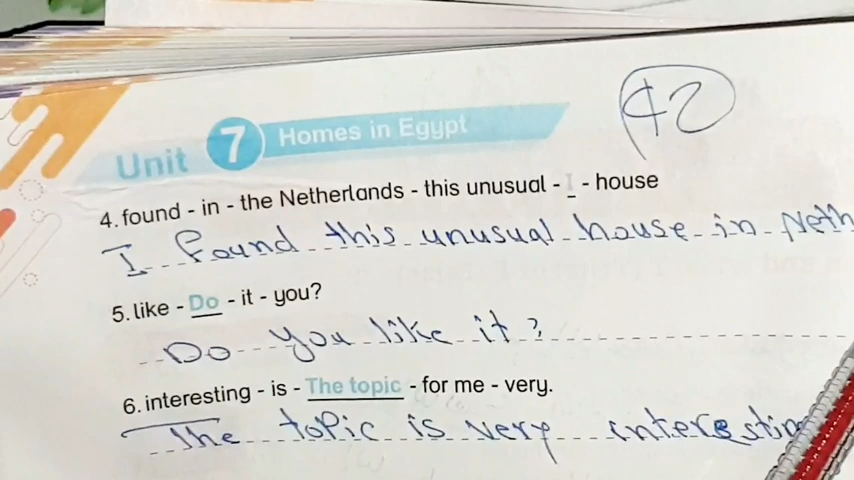 Unit 7 Homes in Egypt
42
4. found - in - the Netherlands - this unusual - I - house
I found this unusual house in Neth
5. like - Do - it - you?
Do you like it?
6. interesting - is - The topic - for me - very.
The topic is very interestin